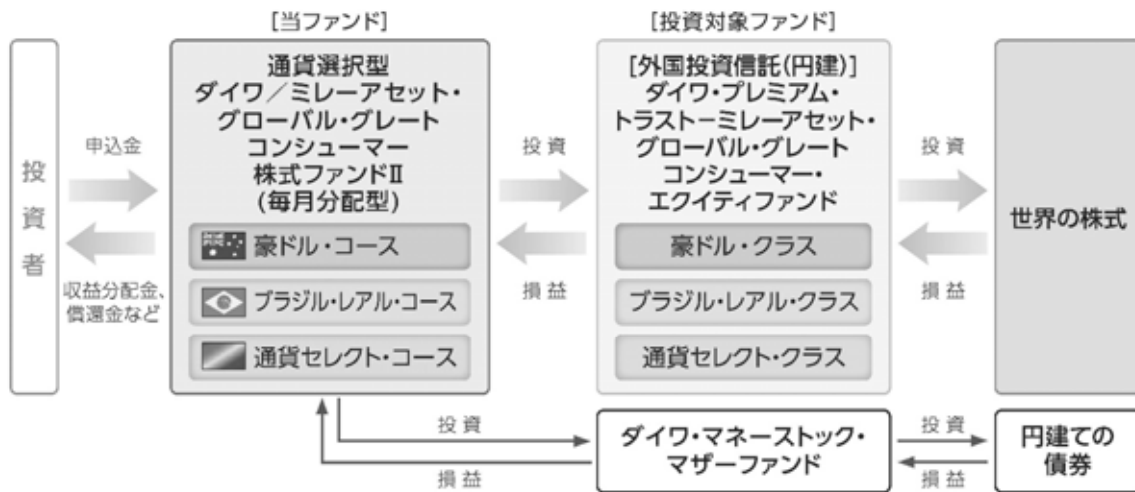 [当ファンド]
[投資対象ファンド]
投資者
申込金
収益分配金、
償還金など
通貨選択型
ダイワ／ミレーアセット・
グローバル・グレート
コンシューマー
株式ファンドⅡ
(毎月分配型)
豪ドル・コース
ブラジル・レアル・コース
通貨セレクト・コース
投 資
損 益
[外国投資信託(円建)]
ダイワ・プレミアム・
トラスト－ミレーアセット・
グローバル・グレート
コンシューマー・
エクイティファンド
豪ドル・クラス
ブラジル・レアル・クラス
通貨セレクト・クラス
投 資
損 益
世界の株式
投 資
損 益
ダイワ・マネーストック・
マザーファンド
投 資
損 益
円建ての
債券